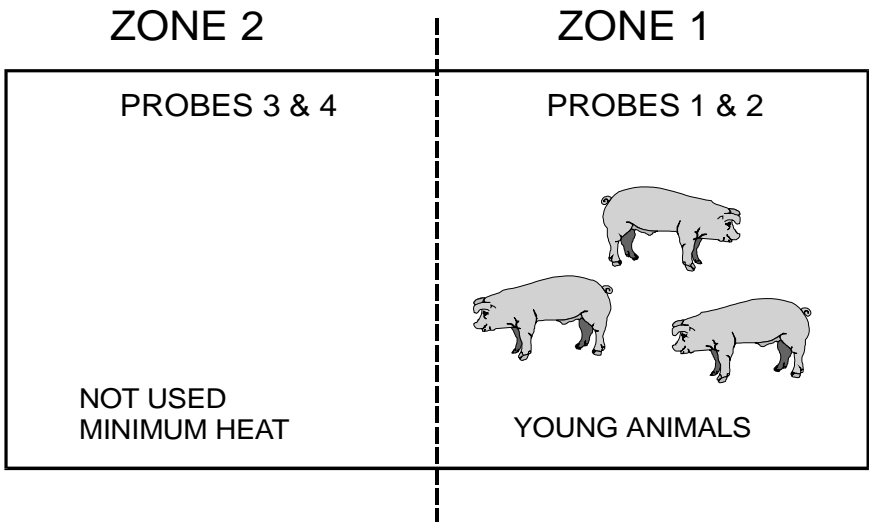 ZONE 2
ZONE 1
PROBES 3 & 4
PROBES 1 & 2
NOT USED
MINIMUM HEAT
YOUNG ANIMALS